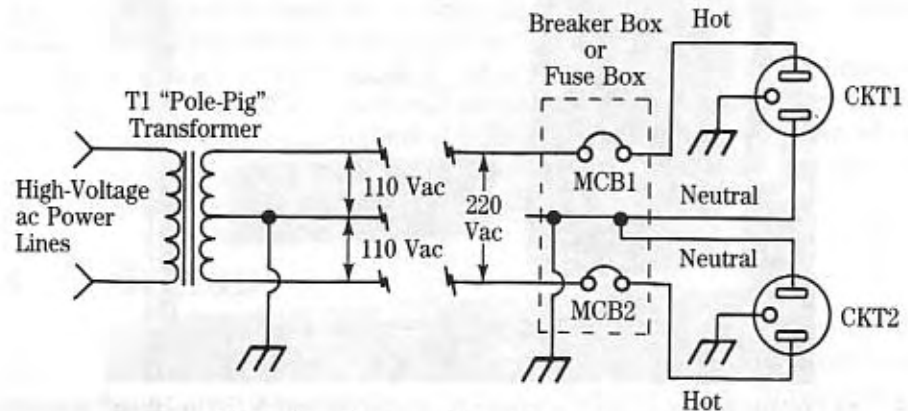 Hot
Breaker Box
or
Fuse Box
CKT1
T1 “Pole-Pig”
Transformer
110 Vac
MCB1
High-Voltage
ac Power
Lines
220
Vac
Neutral
110 Vac
Neutral
MCB2
CKT2
Hot